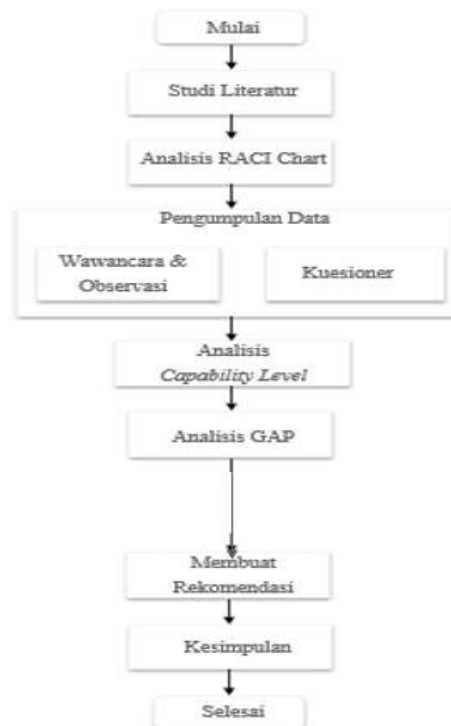 Mulai
Studi Literatur
Analisis RACI Chart
Pengumpulan Data
Wawancara &
Observasi
Kuesioner
Analisis
Capability Level
Analisis GAP
Membuat
Rekomendasi
Kesimpulan
Selesai